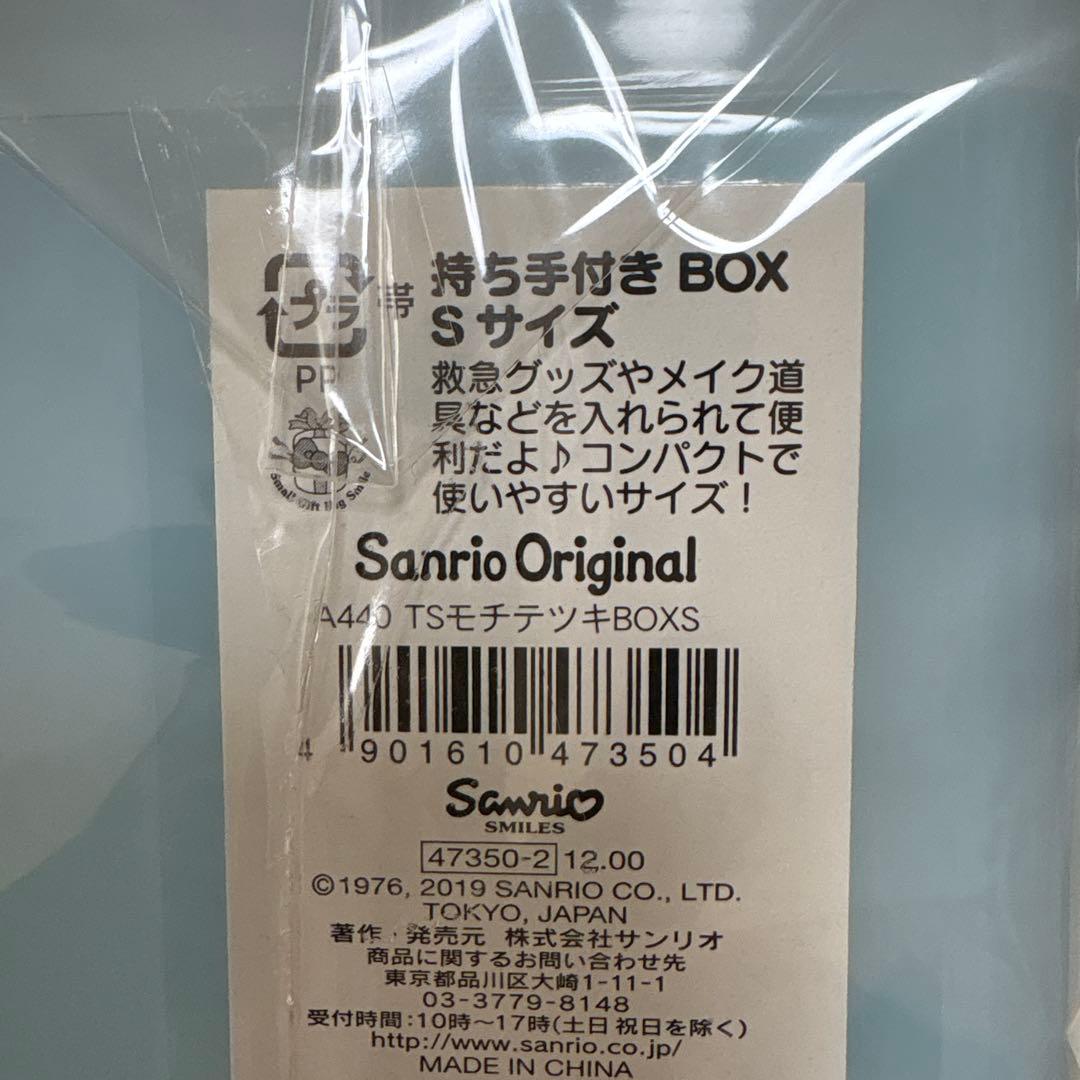 プラ 帯
PP
Small Gift Big Smile
持ち手付き BOX
S サイズ
救急グッズやメイク道
具などを入れられて便
利だよ♪コンパクトで
使いやすいサイズ！
Sanrio Original
A440 TSモチテツキBOXS
4 901610 473504
Sanrio
SMILES
47350-2 12.00
©1976, 2019 SANRIO CO., LTD.
TOKYO, JAPAN
著作・発売元 株式会社サンリオ
商品に関するお問い合わせ先
東京都品川区大崎1-11-1
03-3779-8148
受付時間:10時～17時(土日祝日を除く)
http://www.sanrio.co.jp/
MADE IN CHINA